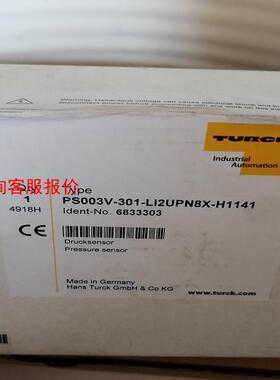 TURCK
Industrial
Automation
询客服报价
Type
1
PS003V-301-LI2UPN8X-H1141
4918H
Ident-No. 6833303
CE
Drucksensor
Pressure sensor
Made in Germany
Hans Turck GmbH & Co KG
www.turck.com